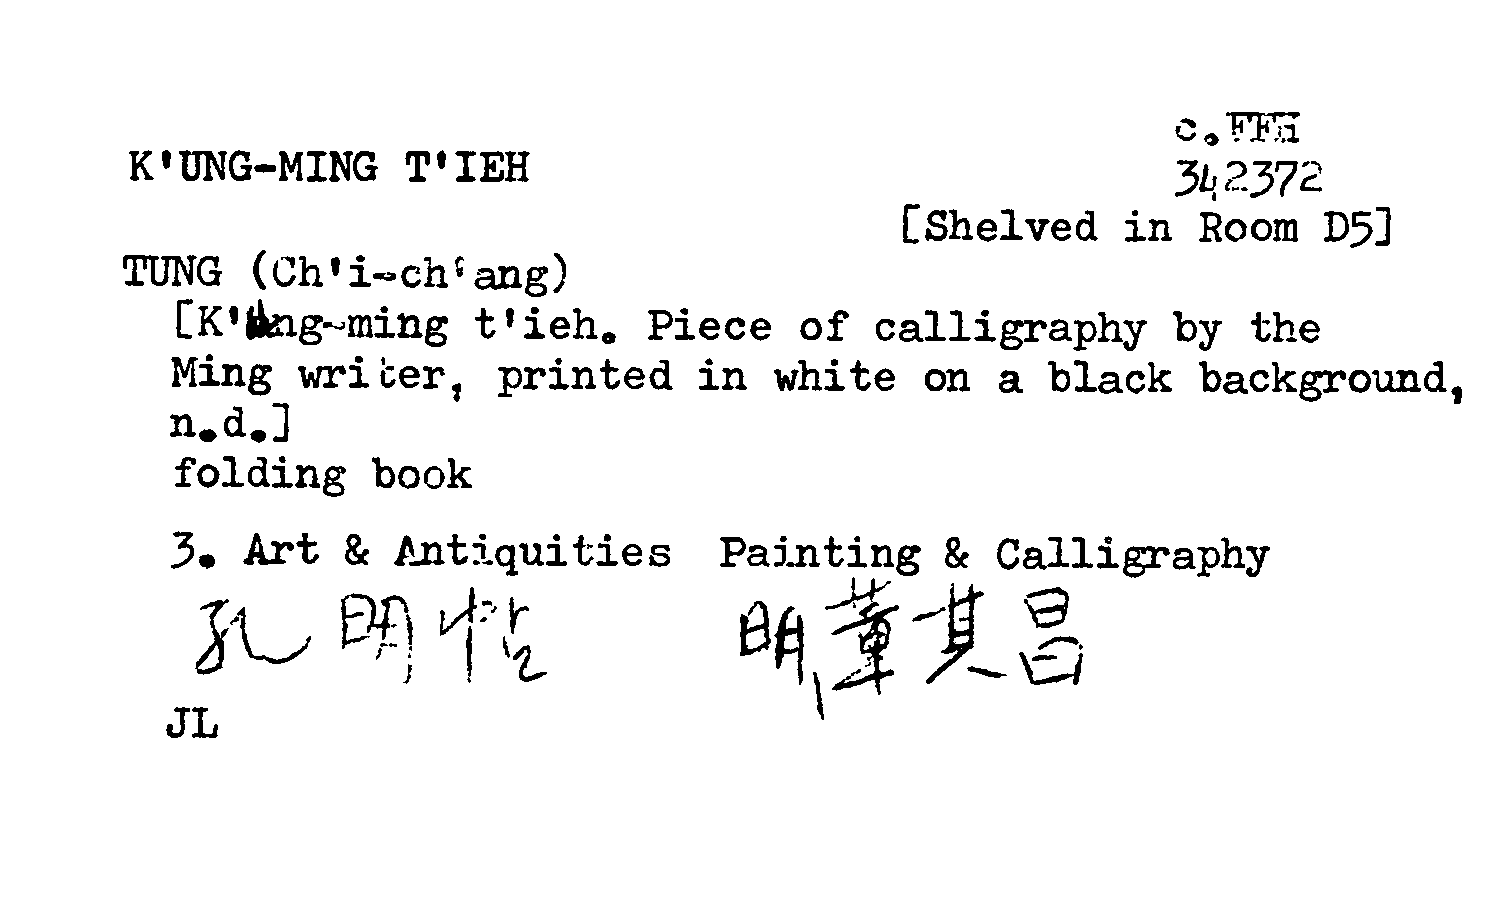 c.FFH
K'UNG-MING T'IEH
342372
[Shelved in Room D5]
TUNG (Ch'i-ch'ang)
[K'ung-ming t'ieh. Piece of calligraphy by the
Ming writer, printed in white on a black background,
n.d.]
folding book
3. Art & Antiquities Painting & Calligraphy
孔明帖 明董其昌
JL